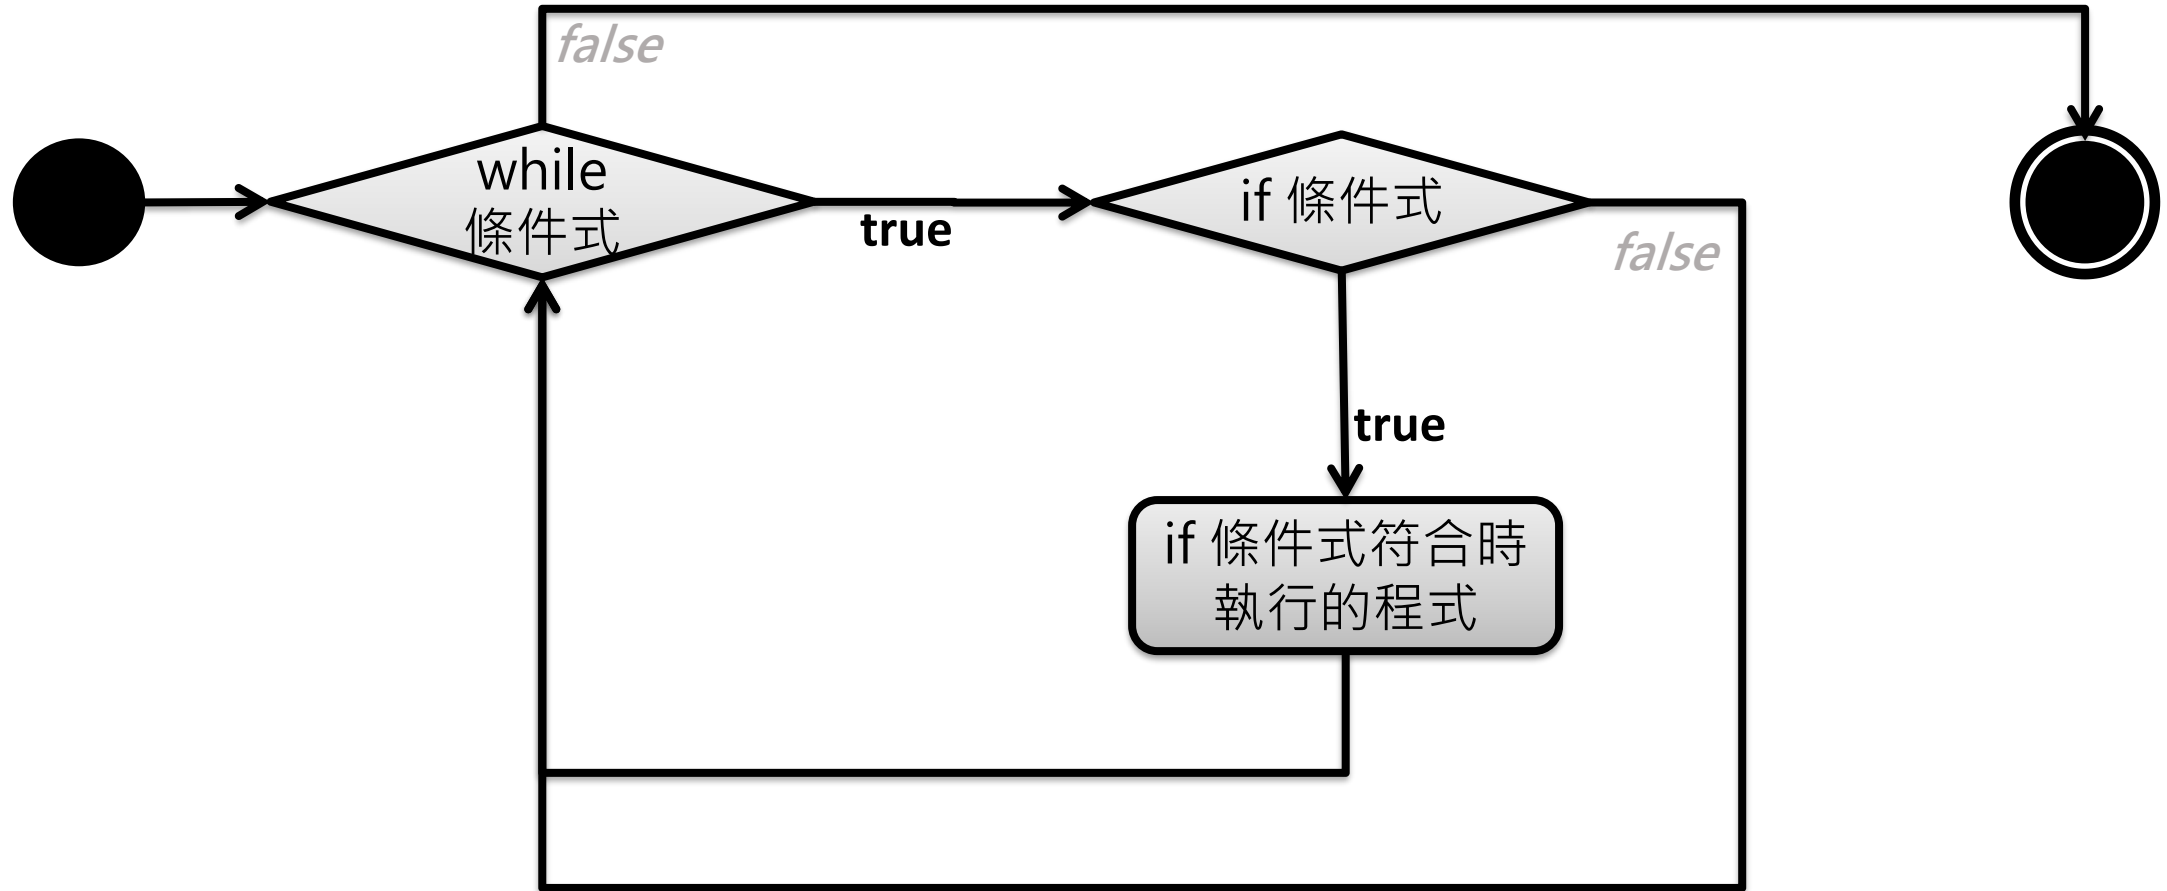 false
while
條件式
true
if 條件式
false
true
if 條件式符合時
執行的程式